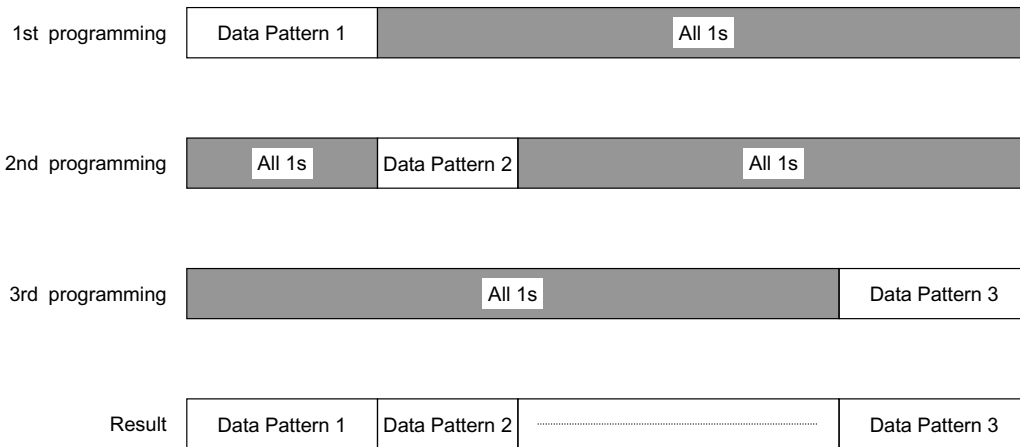 1st programming Data Pattern 1 All 1s
2nd programming All 1s Data Pattern 2 All 1s
3rd programming All 1s Data Pattern 3
Result Data Pattern 1 Data Pattern 2 Data Pattern 3